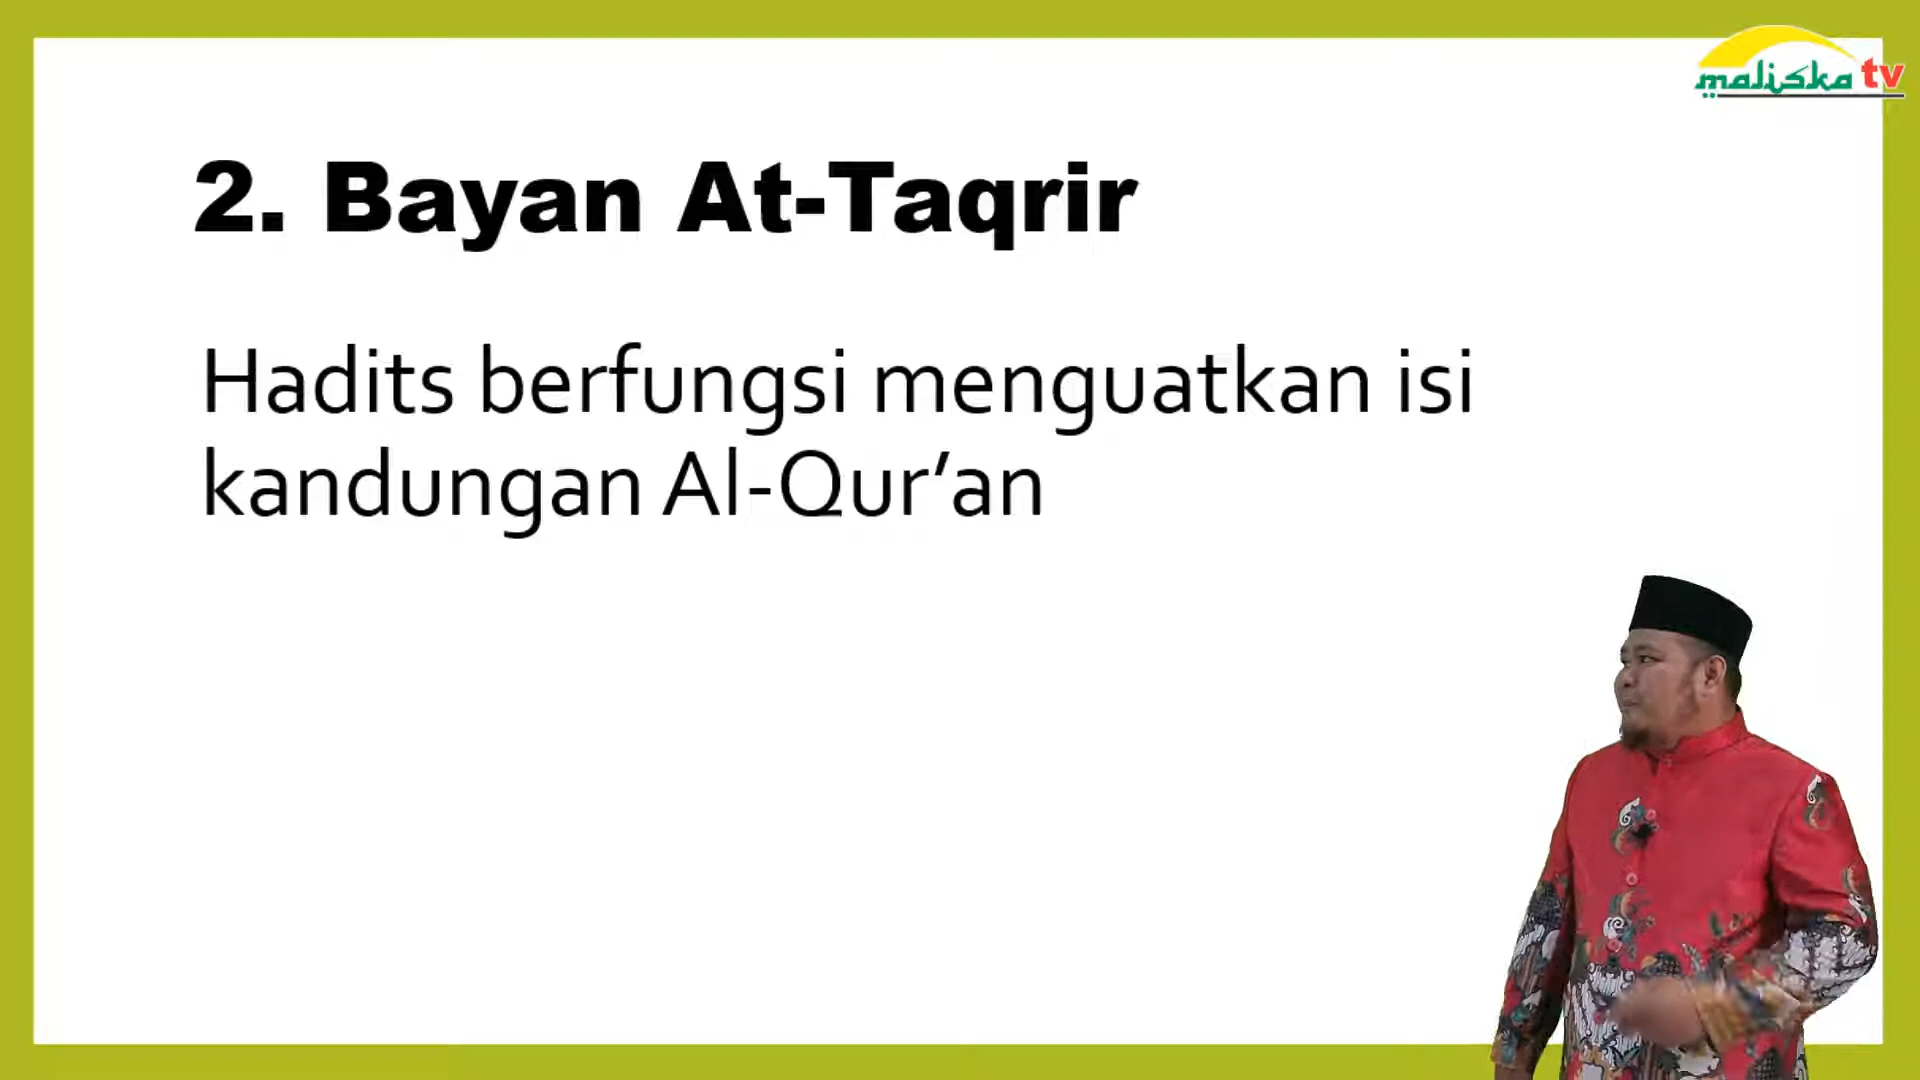 maliska tv
2. Bayan At-Taqrir
Hadits berfungsi menguatkan isi
kandungan Al-Qur’an